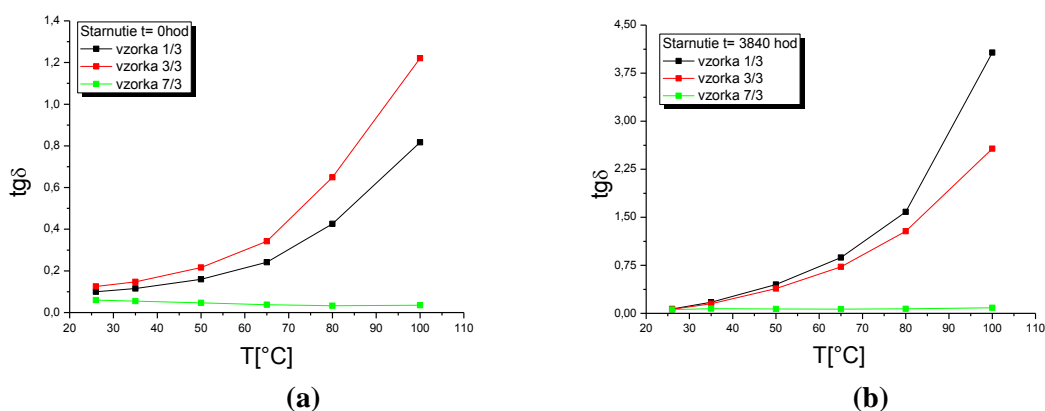 Starnutie t= 0hod
vzorka 1/3
vzorka 3/3
vzorka 7/3
1,4
1,2
1,0
0,8
0,6
0,4
0,2
0,0
tgδ
20 30 40 50 60 70 80 90 100 110
T[°C]
(a)
Starnutie t= 3840 hod
vzorka 1/3
vzorka 3/3
vzorka 7/3
4,50
3,75
3,00
2,25
1,50
0,75
0,00
tgδ
20 30 40 50 60 70 80 90 100 110
T[°C]
(b)